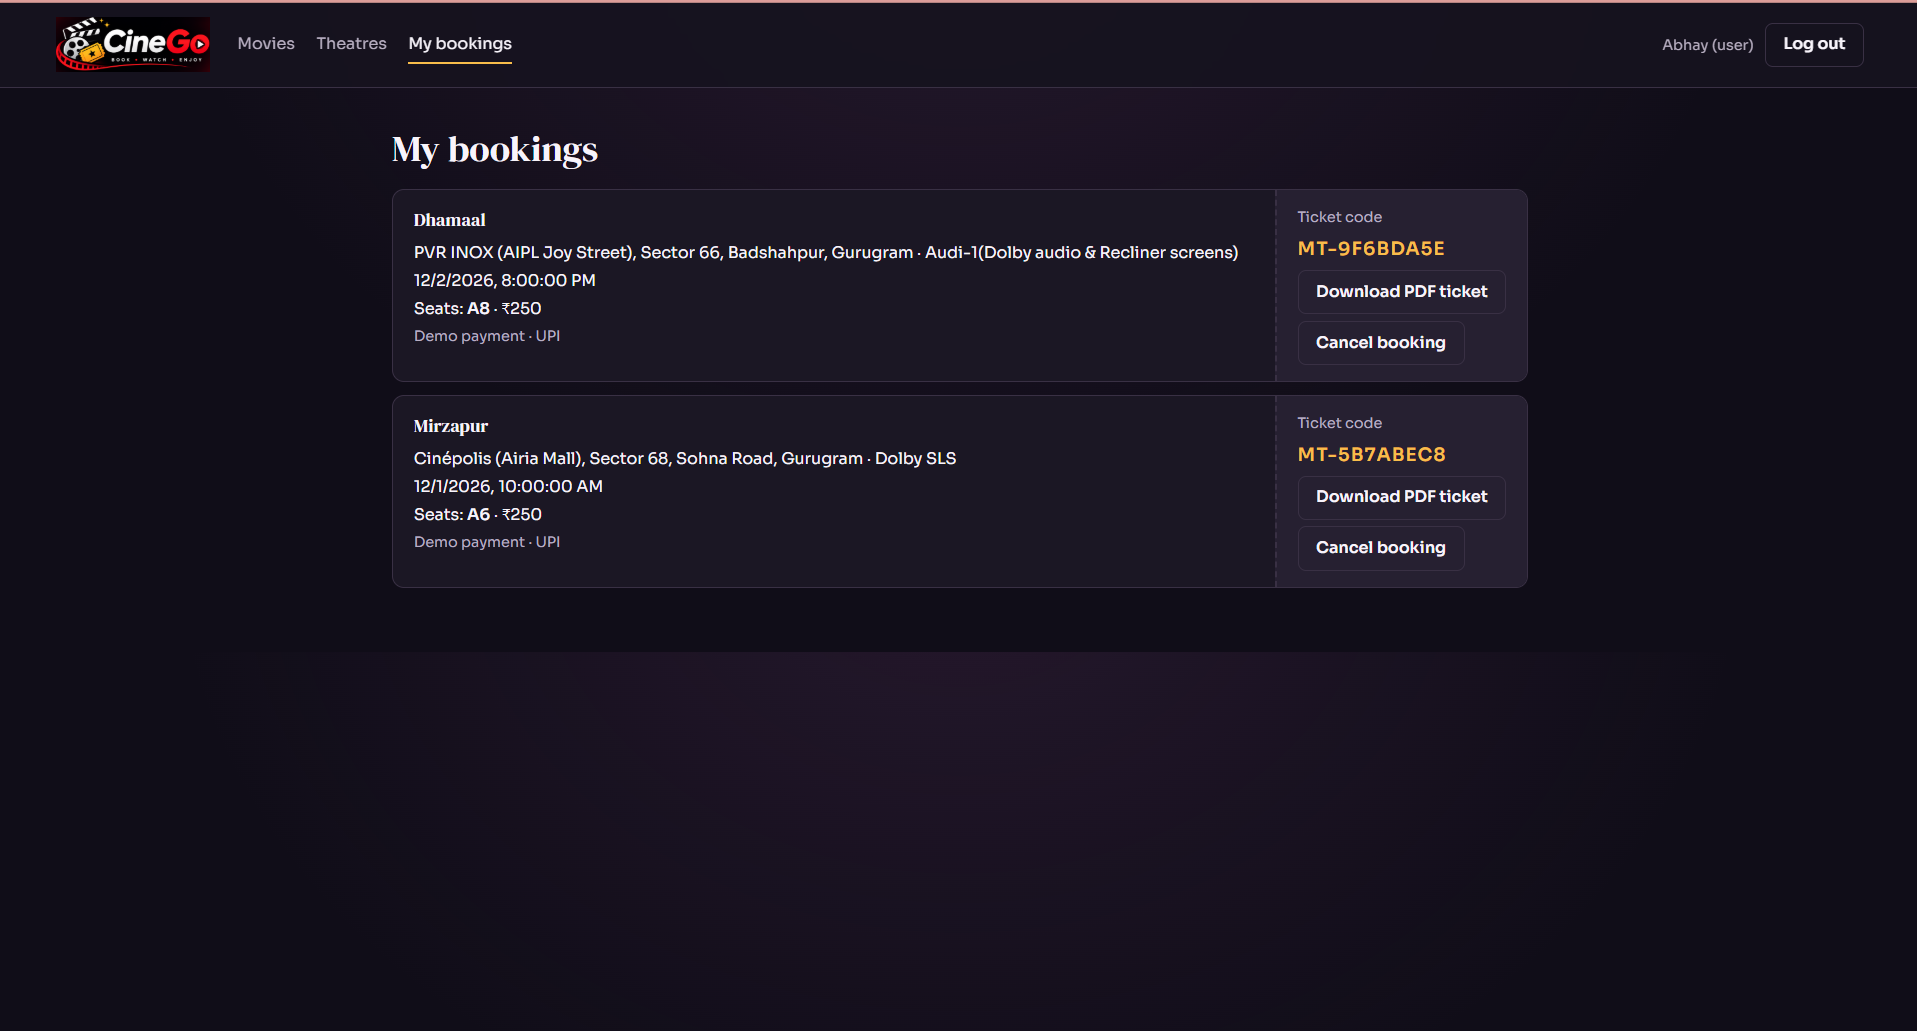 CineGo
BOOK • WATCH • ENJOY
Movies
Theatres
My bookings
Abhay (user)
Log out
My bookings
Dhamaal
PVR INOX (AIPL Joy Street), Sector 66, Badshahpur, Gurugram · Audi-1(Dolby audio & Recliner screens)
12/2/2026, 8:00:00 PM
Seats: A8 · ₹250
Demo payment · UPI
Ticket code
MT-9F6BDA5E
Download PDF ticket
Cancel booking
Mirzapur
Cinépolis (Airia Mall), Sector 68, Sohna Road, Gurugram · Dolby SLS
12/1/2026, 10:00:00 AM
Seats: A6 · ₹250
Demo payment · UPI
Ticket code
MT-5B7ABEC8
Download PDF ticket
Cancel booking